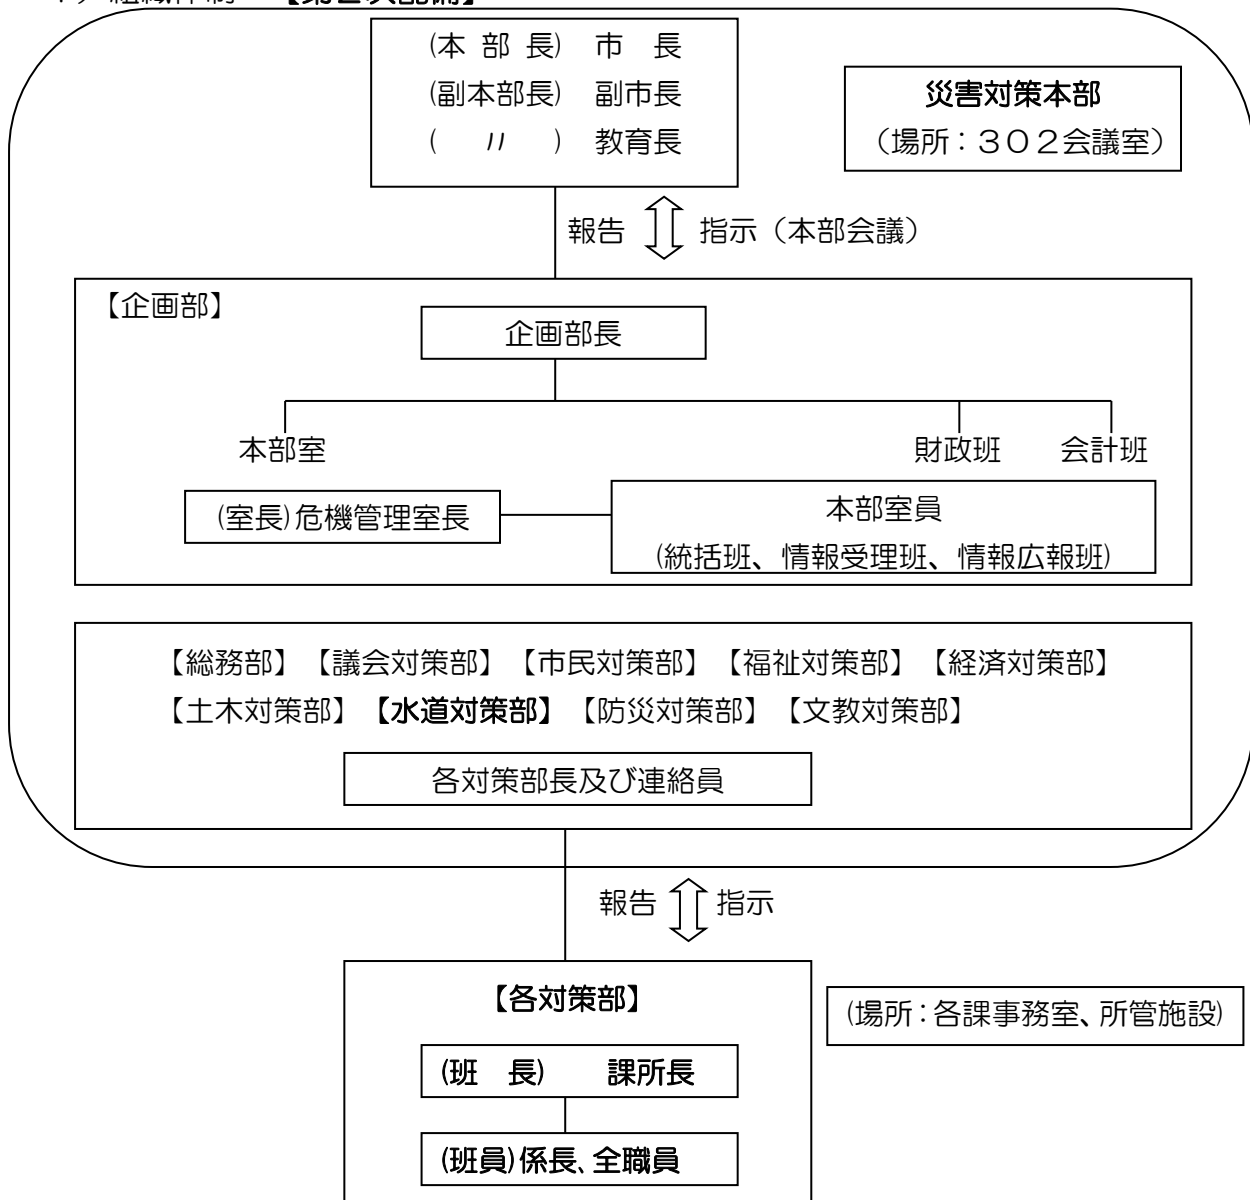 (本 部 長) 市　長
(副本部長) 副市長
(　〃　) 教育長
災害対策本部
（場所：３０２会議室）
報告 指示（本部会議）
【企画部】
企画部長
本部室 財政班 会計班
(室長)危機管理室長
本部室員
(統括班、情報受理班、情報広報班)
【総務部】【議会対策部】【市民対策部】【福祉対策部】【経済対策部】
【土木対策部】【水道対策部】【防災対策部】【文教対策部】
各対策部長及び連絡員
報告 指示
【各対策部】
(場所：各課事務室、所管施設)
(班　長)　課所長
(班員)係長、全職員